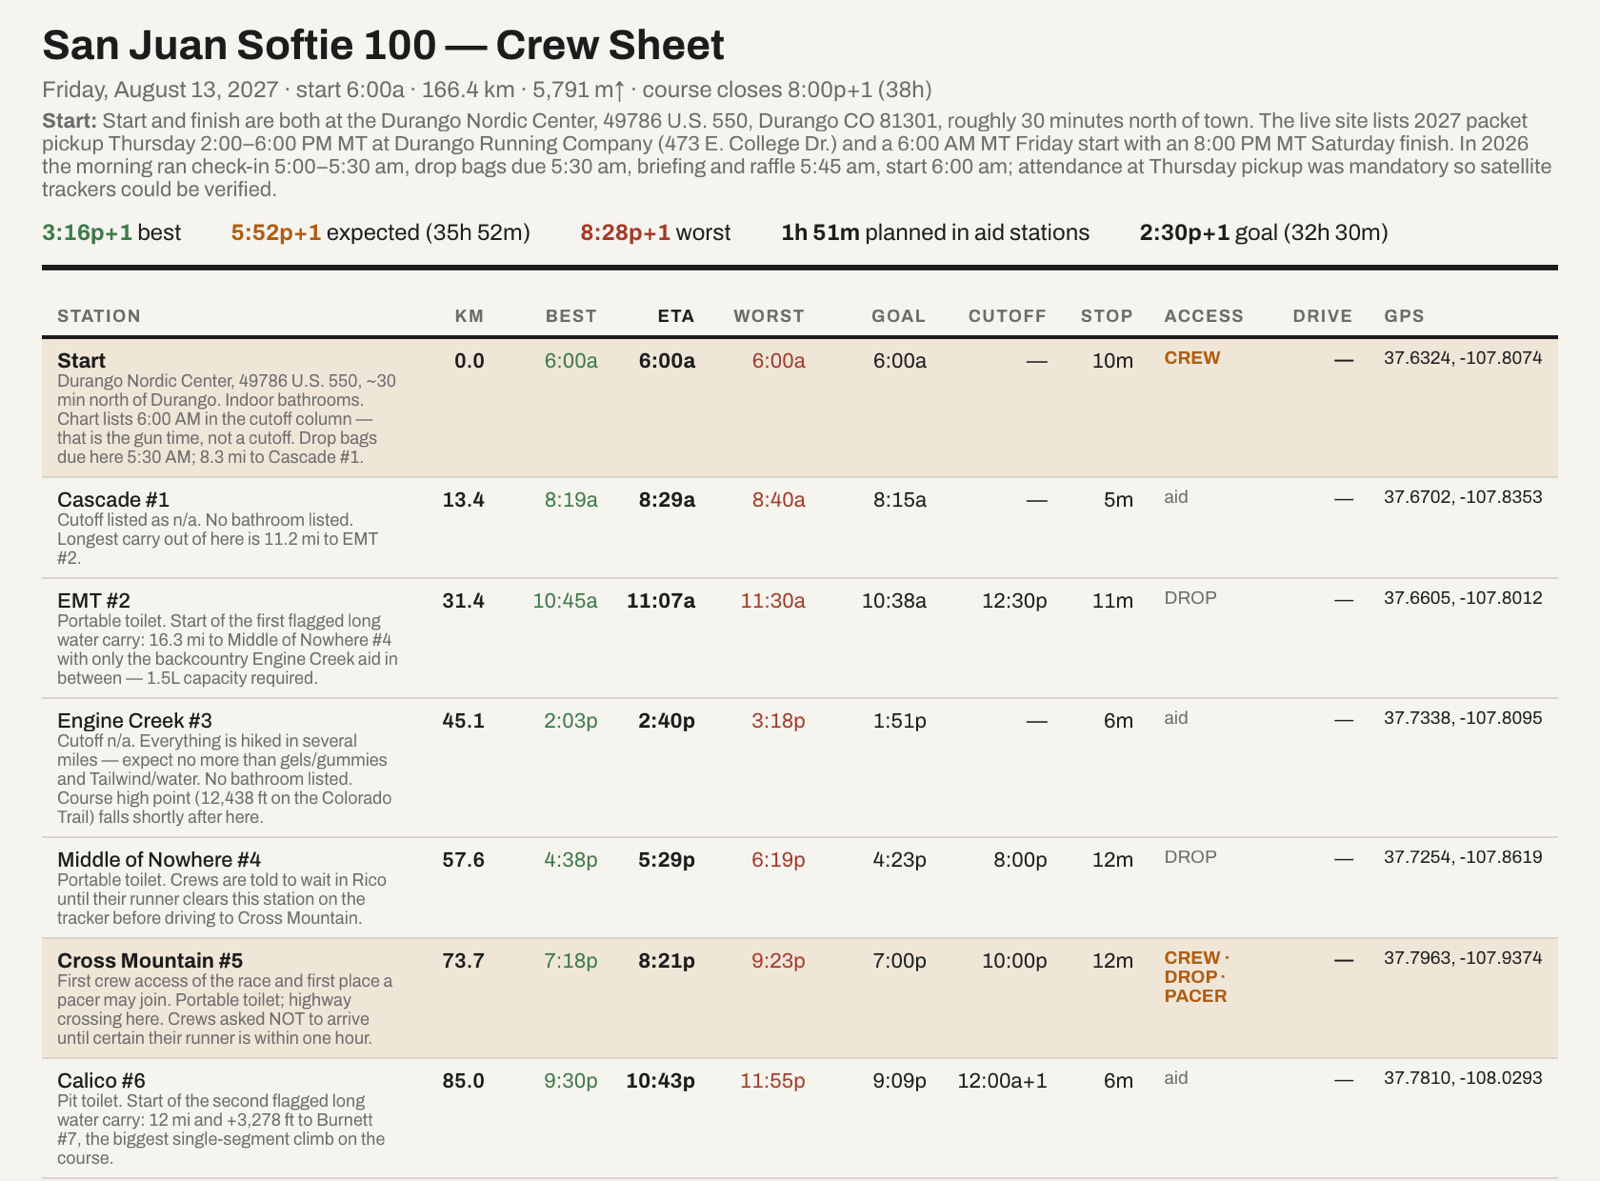 San Juan Softie 100 — Crew Sheet
Friday, August 13, 2027 · start 6:00a · 166.4 km · 5,791 m↑ · course closes 8:00p+1 (38h)
Start: Start and finish are both at the Durango Nordic Center, 49786 U.S. 550, Durango CO 81301, roughly 30 minutes north of town. The live site lists 2027 packet
pickup Thursday 2:00–6:00 PM MT at Durango Running Company (473 E. College Dr.) and a 6:00 AM MT Friday start with an 8:00 PM MT Saturday finish. In 2026
the morning ran check-in 5:00–5:30 am, drop bags due 5:30 am, briefing and raffle 5:45 am, start 6:00 am; attendance at Thursday pickup was mandatory so satellite
trackers could be verified.
3:16p+1 best 5:52p+1 expected (35h 52m) 8:28p+1 worst 1h 51m planned in aid stations 2:30p+1 goal (32h 30m)
STATION KM BEST ETA WORST GOAL CUTOFF STOP ACCESS DRIVE GPS
Start 0.0 6:00a 6:00a 6:00a 6:00a — 10m CREW — 37.6324, -107.8074
Durango Nordic Center, 49786 U.S. 550, ~30
min north of Durango. Indoor bathrooms.
Chart lists 6:00 AM in the cutoff column —
that is the gun time, not a cutoff. Drop bags
due here 5:30 AM; 8.3 mi to Cascade #1.
Cascade #1 13.4 8:19a 8:29a 8:40a 8:15a — 5m aid — 37.6702, -107.8353
Cutoff listed as n/a. No bathroom listed.
Longest carry out of here is 11.2 mi to EMT
#2.
EMT #2 31.4 10:45a 11:07a 11:30a 10:38a 12:30p 11m DROP — 37.6605, -107.8012
Portable toilet. Start of the first flagged long
water carry: 16.3 mi to Middle of Nowhere #4
with only the backcountry Engine Creek aid in
between — 1.5L capacity required.
Engine Creek #3 45.1 2:03p 2:40p 3:18p 1:51p — 6m aid — 37.7338, -107.8095
Cutoff n/a. Everything is hiked in several
miles — expect no more than gels/gummies
and Tailwind/water. No bathroom listed.
Course high point (12,438 ft on the Colorado
Trail) falls shortly after here.
Middle of Nowhere #4 57.6 4:38p 5:29p 6:19p 4:23p 8:00p 12m DROP — 37.7254, -107.8619
Portable toilet. Crews are told to wait in Rico
until their runner clears this station on the
tracker before driving to Cross Mountain.
Cross Mountain #5 73.7 7:18p 8:21p 9:23p 7:00p 10:00p 12m CREW · — 37.7963, -107.9374
DROP ·
PACER
First crew access of the race and first place a
pacer may join. Portable toilet; highway
crossing here. Crews asked NOT to arrive
until certain their runner is within one hour.
Calico #6 85.0 9:30p 10:43p 11:55p 9:09p 12:00a+1 6m aid — 37.7810, -108.0293
Pit toilet. Start of the second flagged long
water carry: 12 mi and +3,278 ft to Burnett
#7, the biggest single-segment climb on the
course.